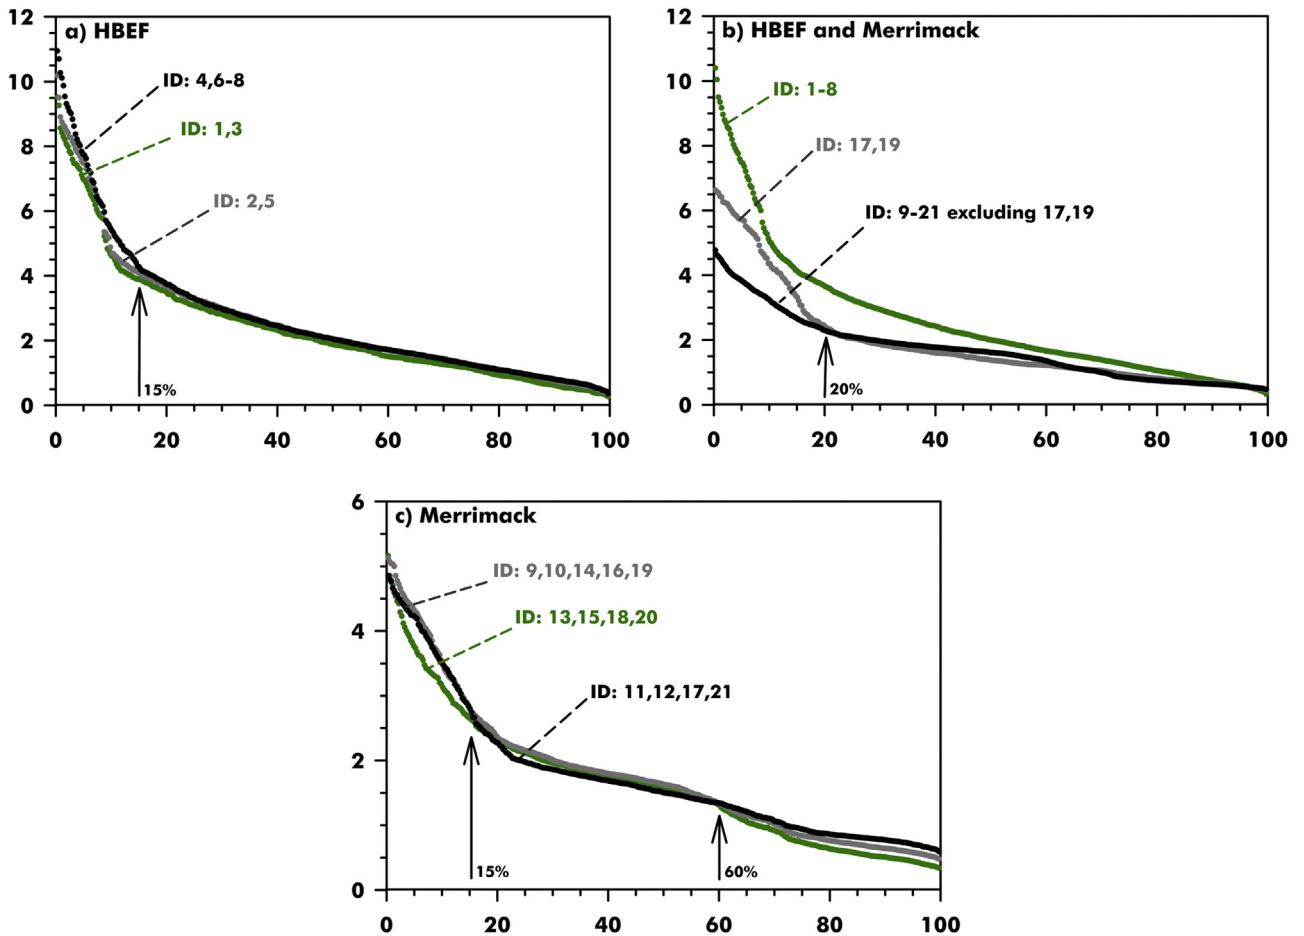 12
10
8
6
4
2
0
a) HBEF
ID: 4,6-8
ID: 1,3
ID: 2,5
15%
0 20 40 60 80 100
12
10
8
6
4
2
0
b) HBEF and Merrimack
ID: 1-8
ID: 17,19
ID: 9-21 excluding 17,19
20%
0 20 40 60 80 100
6
4
2
0
c) Merrimack
ID: 9,10,14,16,19
ID: 13,15,18,20
ID: 11,12,17,21
15%
60%
0 20 40 60 80 100